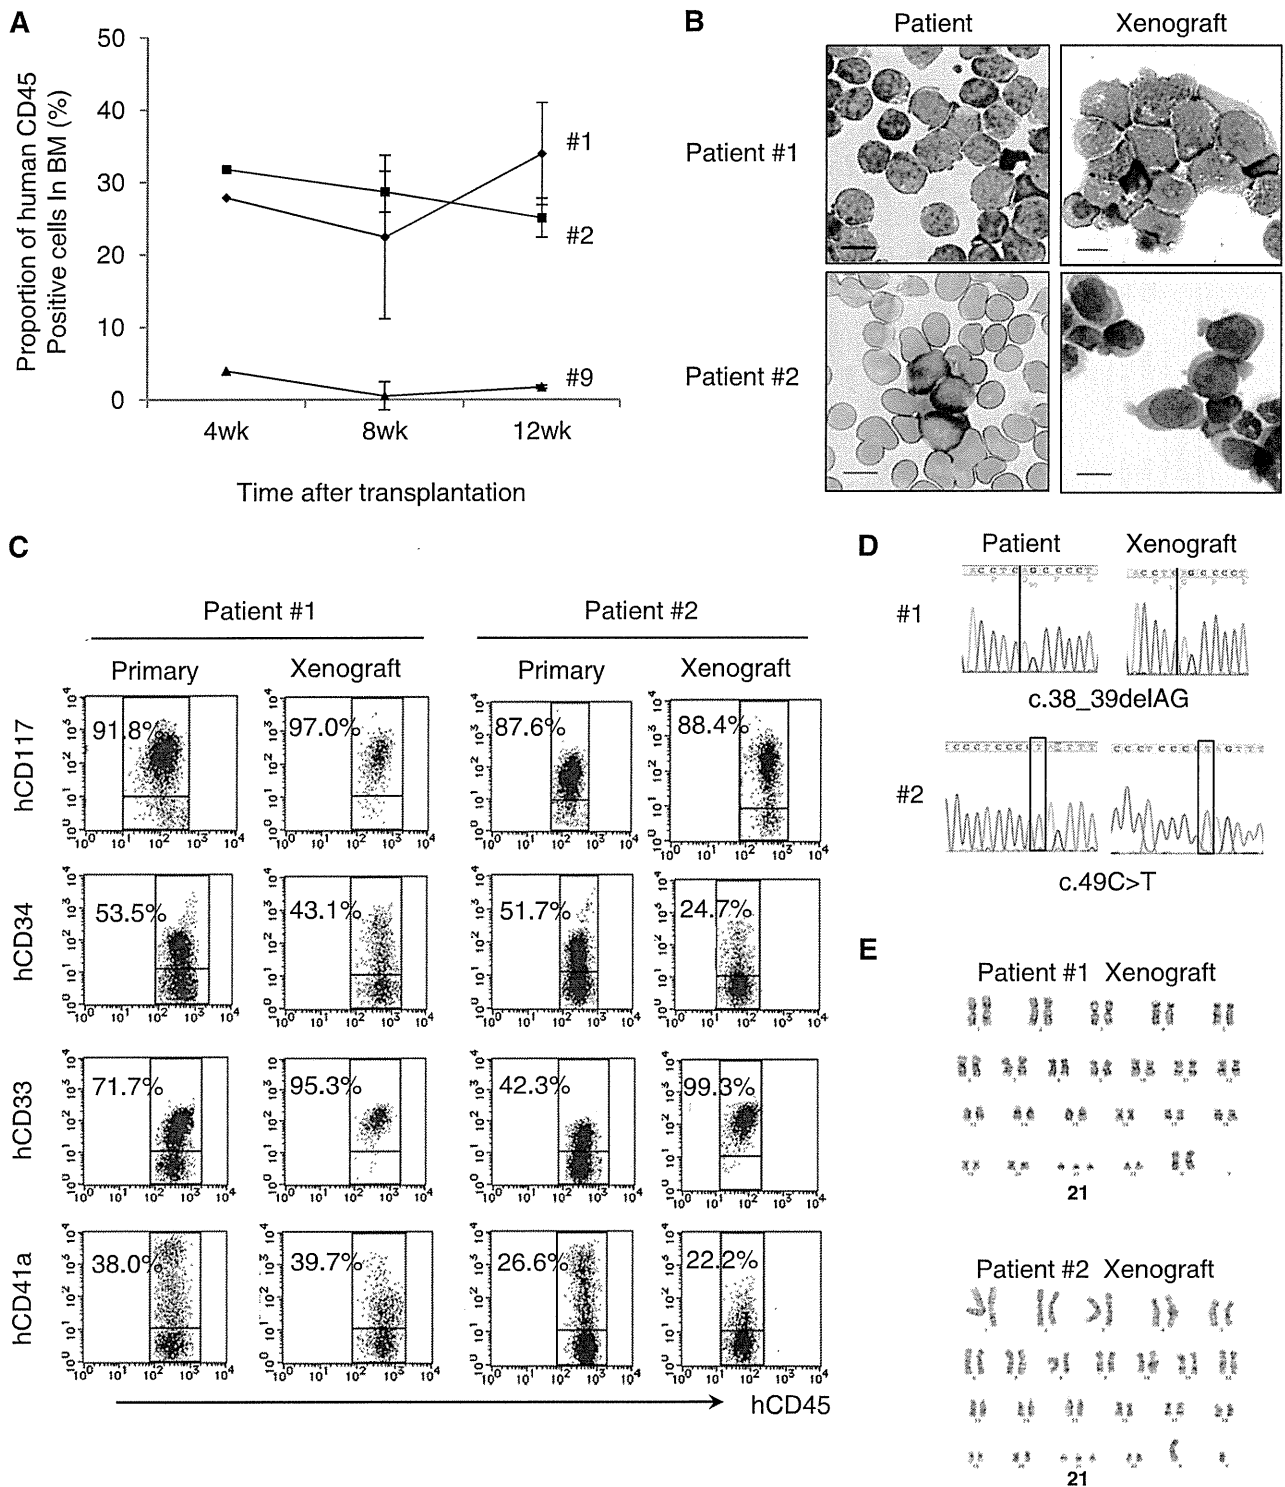 A
Proportion of human CD45
Positive cells In BM (%)
50
40
30
20
10
0
#1
#2
#9
4wk
8wk
12wk
Time after transplantation
B
Patient
Xenograft
Patient #1
Patient #2
C
Patient #1
Patient #2
Primary
Xenograft
Primary
Xenograft
hCD117
91.8%
97.0%
87.6%
88.4%
hCD34
53.5%
43.1%
51.7%
24.7%
hCD33
71.7%
95.3%
42.3%
99.3%
hCD41a
38.0%
39.7%
26.6%
22.2%
hCD45
D
Patient
Xenograft
#1
c.38_39delAG
#2
c.49C>T
E
Patient #1 Xenograft
21
Patient #2 Xenograft
21